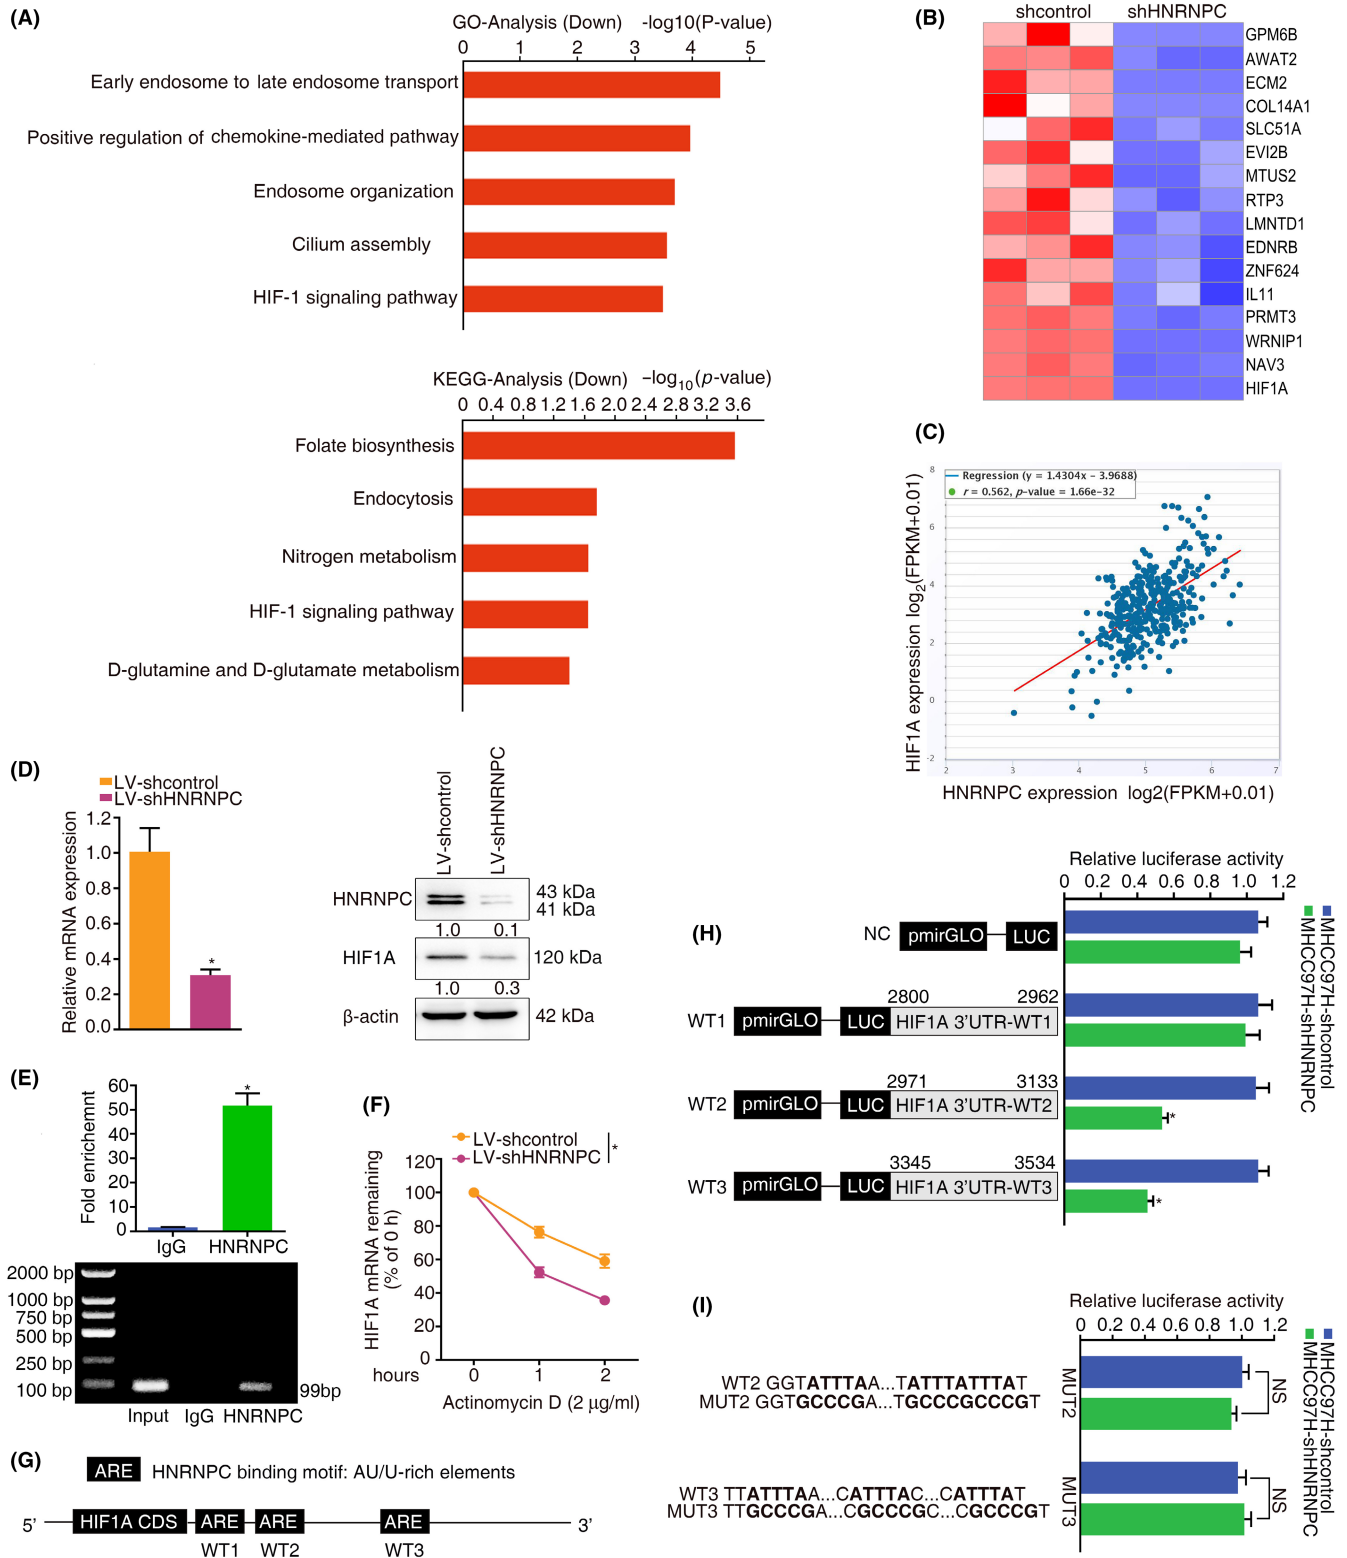 (A)
GO-Analysis (Down) -log10(P-value)
0 1 2 3 4 5
Early endosome to late endosome transport
Positive regulation of chemokine-mediated pathway
Endosome organization
Cilium assembly
HIF-1 signaling pathway
KEGG-Analysis (Down) –log10(p-value)
0 0.4 0.8 1.2 1.6 2.0 2.4 2.8 3.2 3.6
Folate biosynthesis
Endocytosis
Nitrogen metabolism
HIF-1 signaling pathway
D-glutamine and D-glutamate metabolism
(B)
shcontrol shHNRNPC
GPM6B
AWAT2
ECM2
COL14A1
SLC51A
EVI2B
MTUS2
RTP3
LMNTD1
EDNRB
ZNF624
IL11
PRMT3
WRNIP1
NAV3
HIF1A
(C)
Regression (y = 1.4304x – 3.9688)
r = 0.562, p-value = 1.66e-32
HIF1A expression log2(FPKM+0.01)
8
6
4
2
0
-2
2 3 4 5 6 7
HNRNPC expression log2(FPKM+0.01)
(D)
LV-shcontrol
LV-shHNRNPC
Relative mRNA expression
1.2
1.0
0.8
0.6
0.4
0.2
0.0
*
LV-shcontrol
LV-shHNRNPC
HNRNPC
43 kDa
41 kDa
1.0 0.1
HIF1A
120 kDa
1.0 0.3
β-actin
42 kDa
(E)
Fold enrichemnt
60
50
40
30
20
10
0
*
IgG HNRNPC
2000 bp
1000 bp
750 bp
500 bp
250 bp
100 bp
99bp
Input IgG HNRNPC
(F)
LV-shcontrol
LV-shHNRNPC
*
HIF1A mRNA remaining
(% of 0 h)
120
100
80
60
40
20
0
hours 0 1 2
Actinomycin D (2 μg/ml)
(G)
ARE HNRNPC binding motif: AU/U-rich elements
5’ HIF1A CDS ARE ARE ARE 3’
WT1 WT2 WT3
(H)
Relative luciferase activity
0 0.2 0.4 0.6 0.8 1.0 1.2
NC pmirGLO LUC
2800 2962
WT1 pmirGLO LUC HIF1A 3’UTR-WT1
2971 3133
WT2 pmirGLO LUC HIF1A 3’UTR-WT2
*
3345 3534
WT3 pmirGLO LUC HIF1A 3’UTR-WT3
*
MHCC97H-shcontrol
MHCC97H-shHNRNPC
(I)
Relative luciferase activity
0 0.2 0.4 0.6 0.8 1.0 1.2
WT2 GGTATTTAA...TATTTATTTAT
MUT2 GGTGCCCGA...TGCCCGCCCGT
MUT2
NS
WT3 TTATTTAA...CATTTAC...CATTTAT
MUT3 TTGCCCGA...CGCCCGC...CGCCCGT
MUT3
NS
MHCC97H-shcontrol
MHCC97H-shHNRNPC